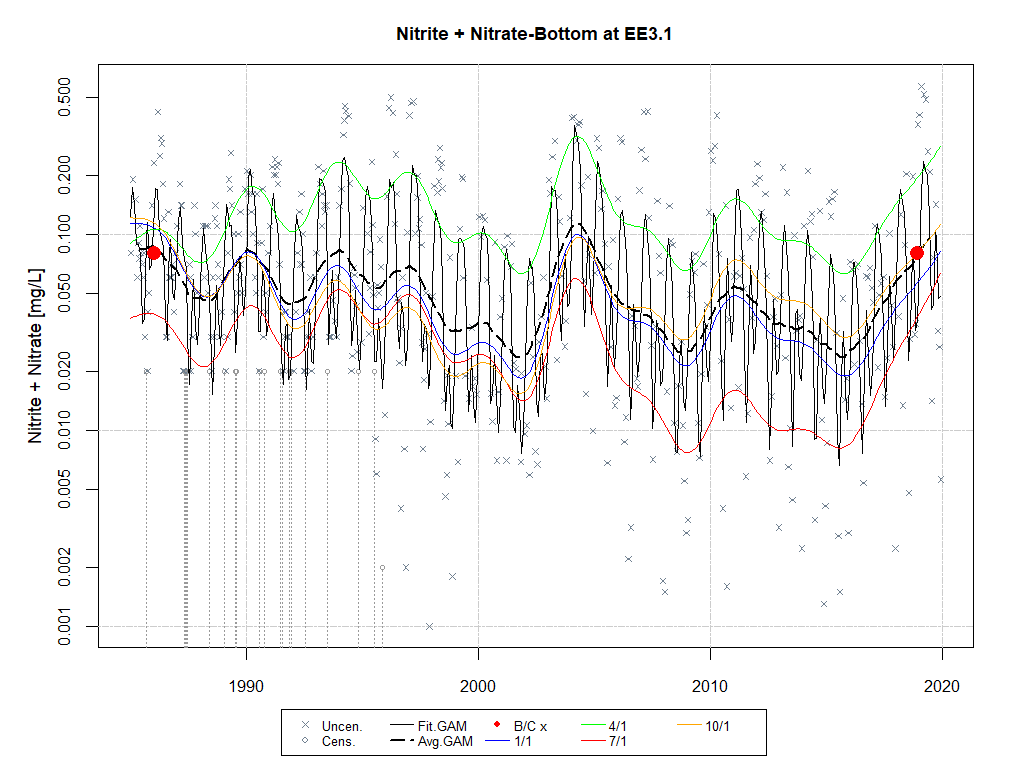 Nitrite + Nitrate-Bottom at EE3.1
Nitrite + Nitrate [mg/L]
0.500
0.200
0.100
0.050
0.020
0.010
0.005
0.002
0.001
1990 2000 2010 2020
Uncen. Fit.GAM B/C x 4/1 10/1
Cens. Avg.GAM 1/1 7/1